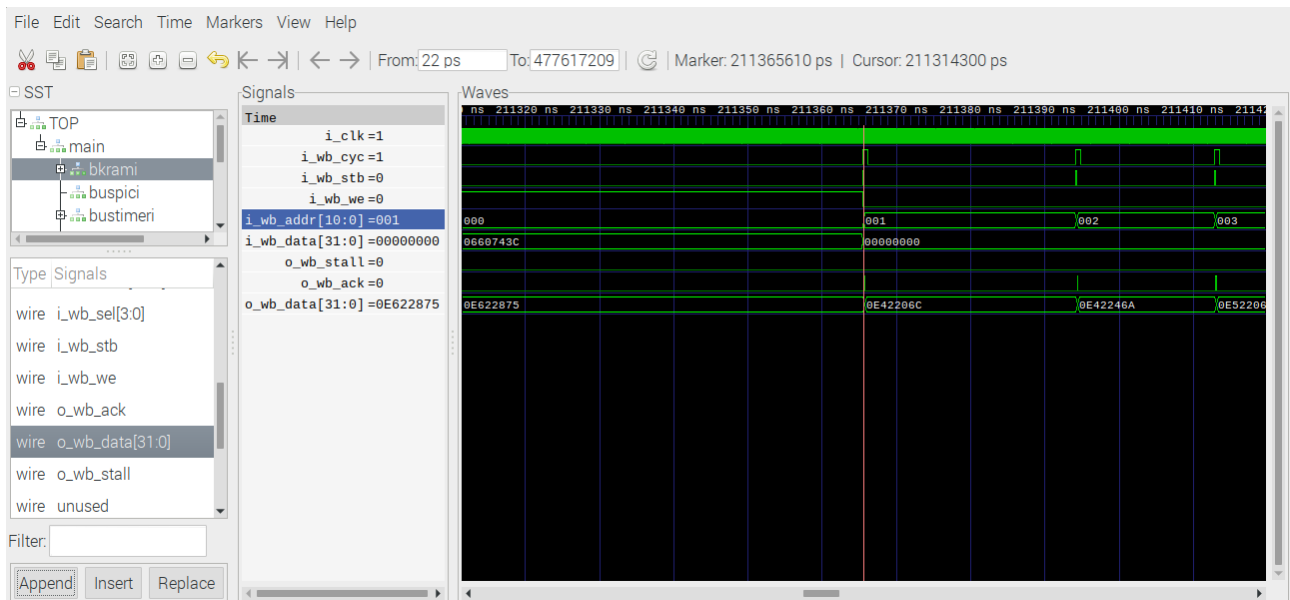 File Edit Search Time Markers View Help
From: 22 ps To: 477617209 | Marker: 211365610 ps | Cursor: 211314300 ps
SST
TOP
main
bkrami
buspici
bustimeri
Type Signals
wire i_wb_sel[3:0]
wire i_wb_stb
wire i_wb_we
wire o_wb_ack
wire o_wb_data[31:0]
wire o_wb_stall
wire unused
Filter:
Append Insert Replace
Signals
Time
i_clk=1
i_wb_cyc=1
i_wb_stb=0
i_wb_we=0
i_wb_addr[10:0]=001
i_wb_data[31:0]=00000000
o_wb_stall=0
o_wb_ack=0
o_wb_data[31:0]=0E622875
Waves
ns 211320 ns 211330 ns 211340 ns 211350 ns 211360 ns 211370 ns 211380 ns 211390 ns 211400 ns 211410 ns 21142
000 001 002 003
0660743C 00000000
0E622875 0E42206C 0E42246A 0E52206